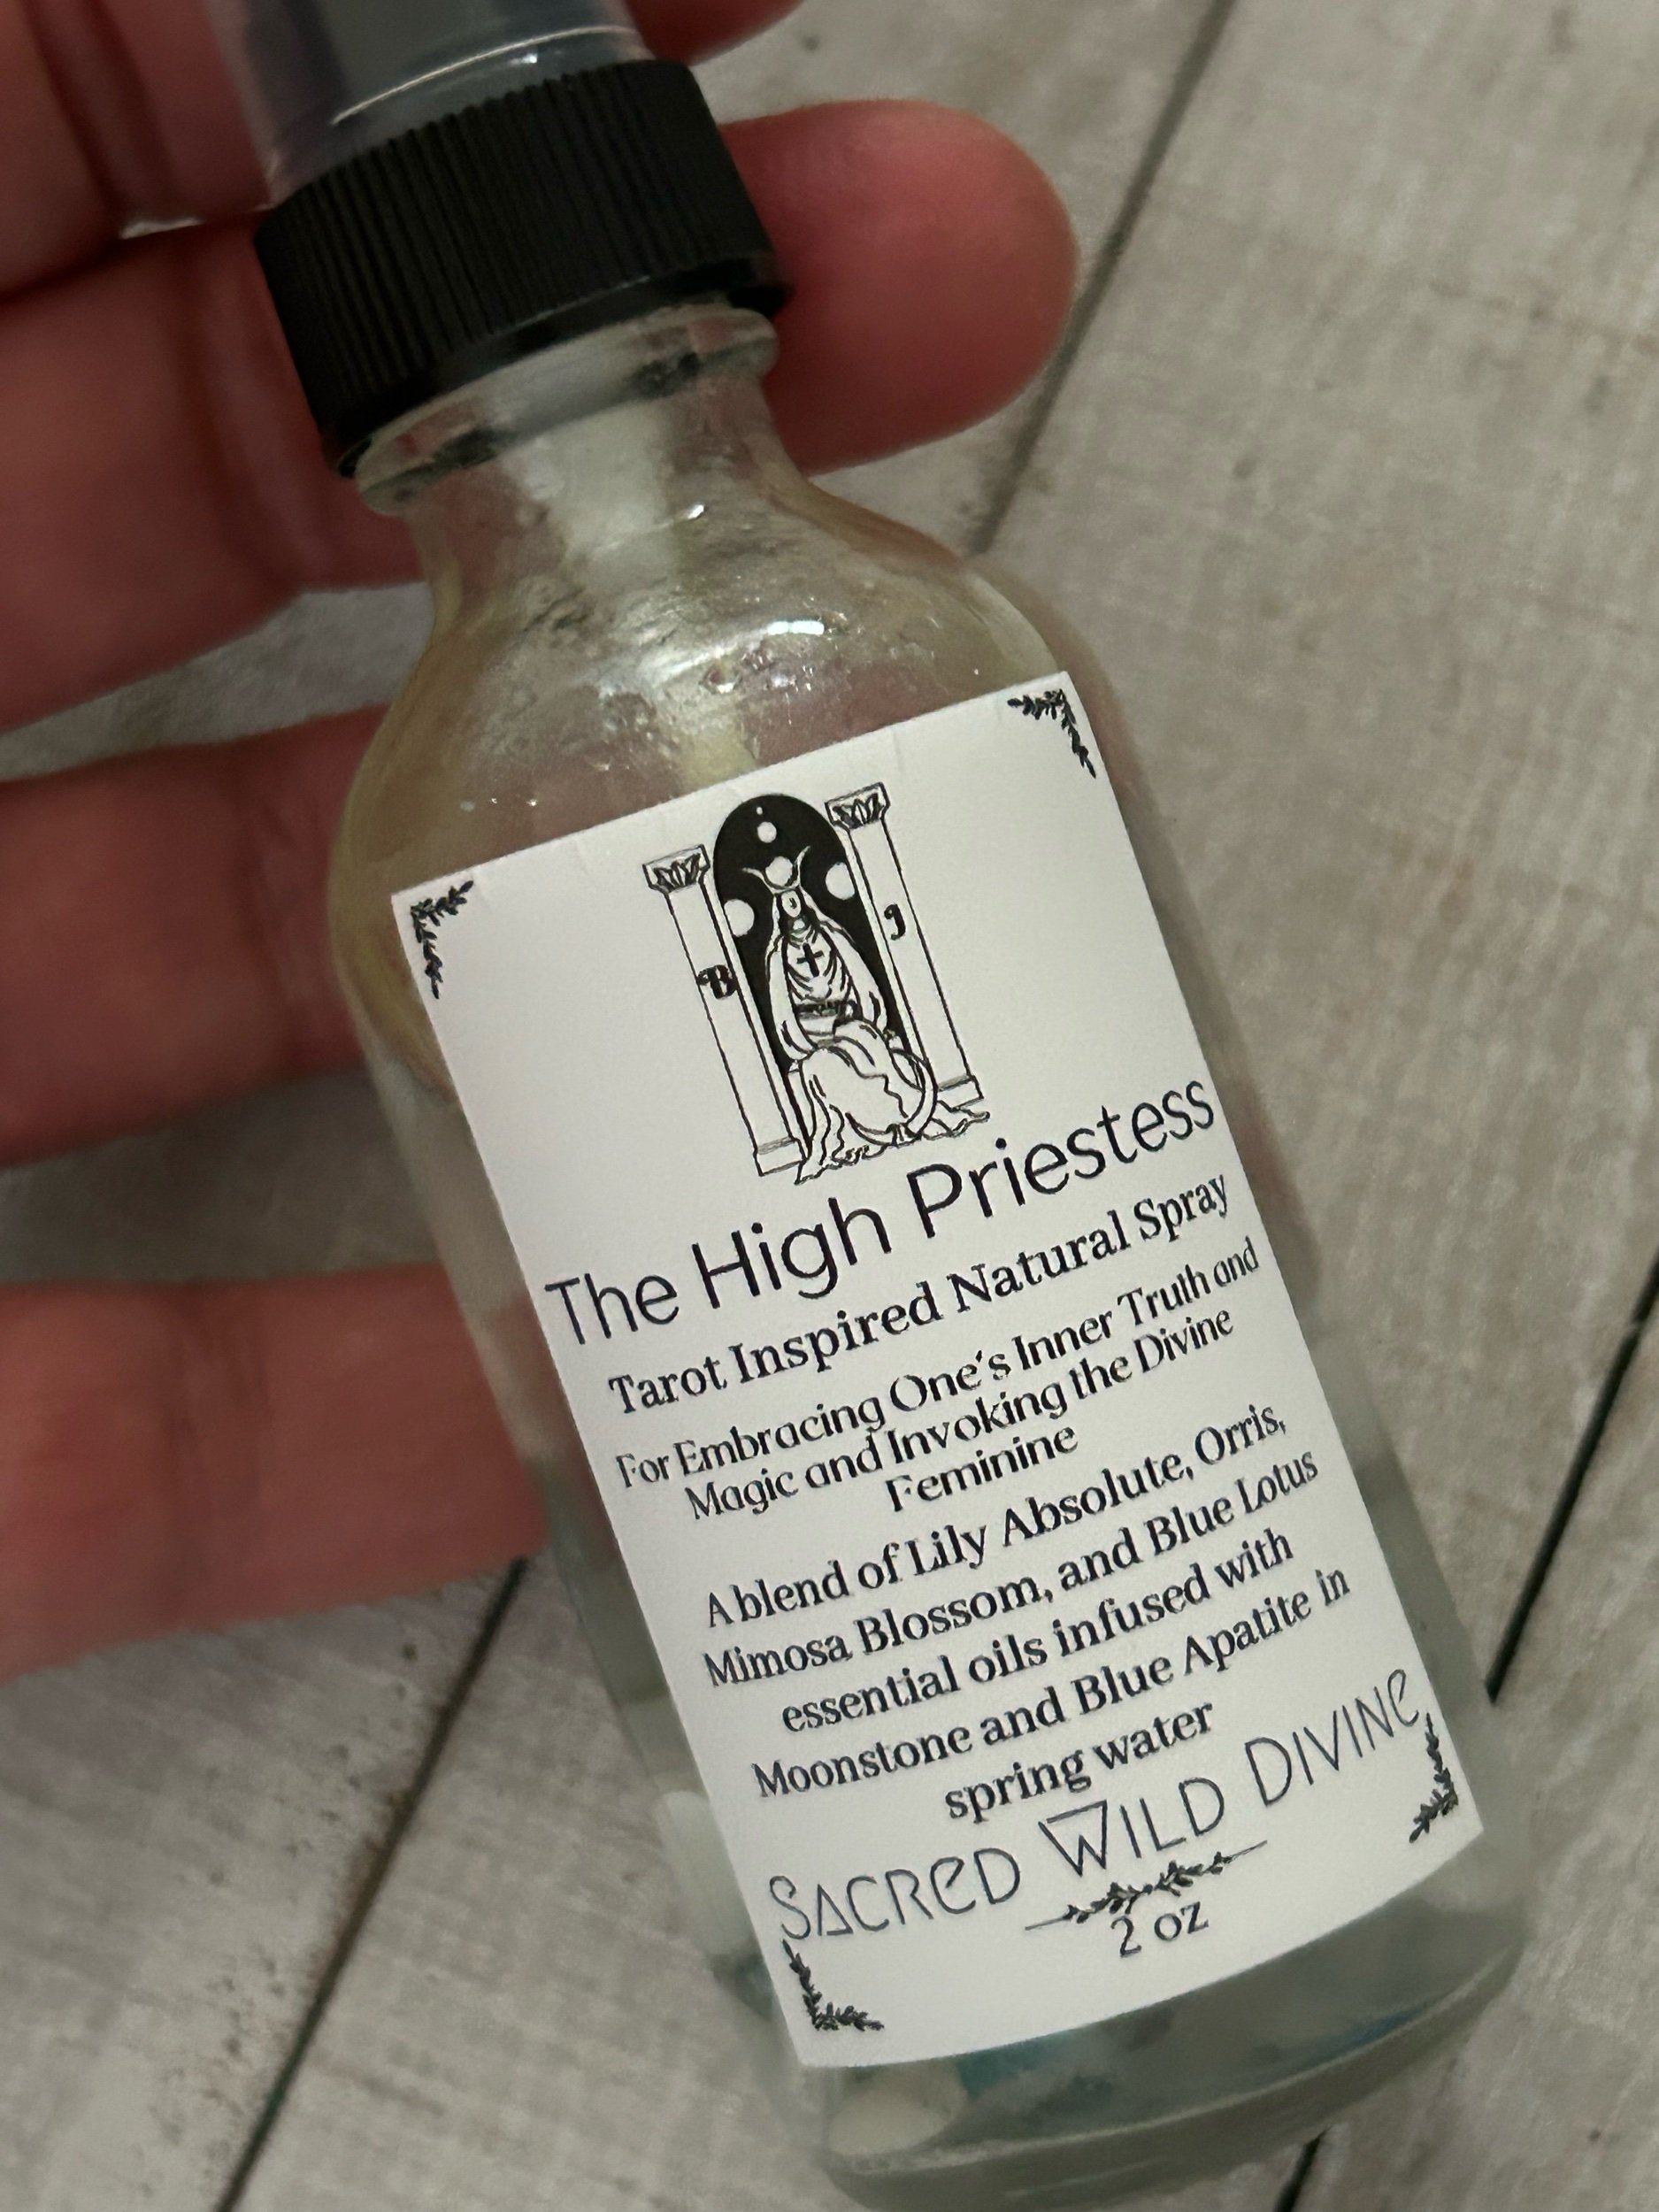 B J
The High Priestess
Tarot Inspired Natural Spray
For Embracing One's Inner Truth and
Magic and Invoking the Divine
Feminine
A blend of Lily Absolute, Orris,
Mimosa Blossom, and Blue Lotus
essential oils infused with
Moonstone and Blue Apatite in
spring water
SACRED WILD DIVINE
2 oz